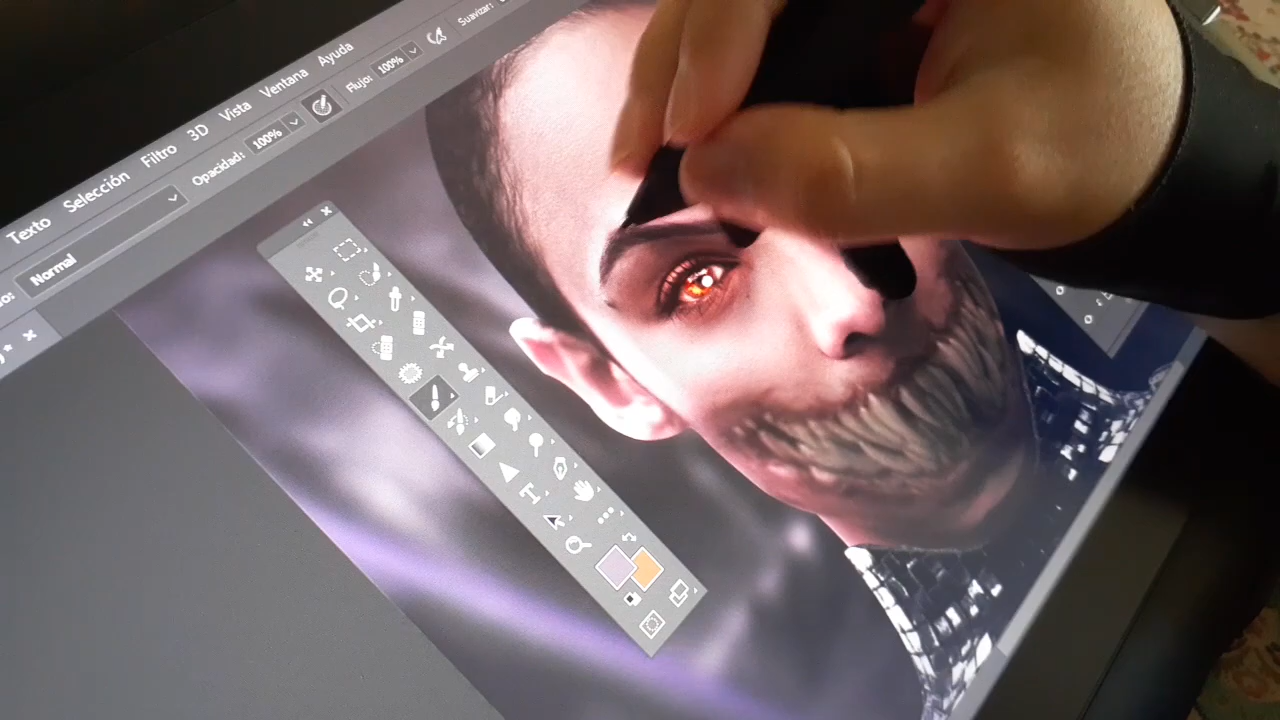 Texto Selección Filtro 3D Vista Ventana Ayuda
Normal Opacidad: 100% Flujo: 100% Suavizar: